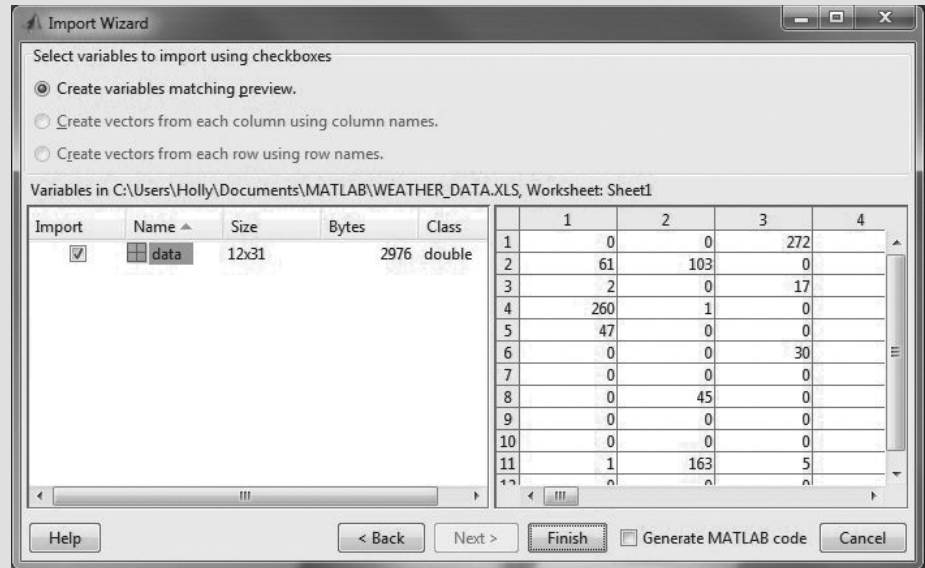 Import Wizard
Select variables to import using checkboxes
Create variables matching preview.
Create vectors from each column using column names.
Create vectors from each row using row names.
Variables in C:\Users\Holly\Documents\MATLAB\WEATHER_DATA.XLS, Worksheet: Sheet1
Import Name Size Bytes Class
data 12x31 2976 double
1 2 3 4
1 0 0 272
2 61 103 0
3 2 0 17
4 260 1 0
5 47 0 0
6 0 0 30
7 0 0 0
8 0 45 0
9 0 0 0
10 0 0 0
11 1 163 5
12 0 0 0
Help < Back Next > Finish Generate MATLAB code Cancel